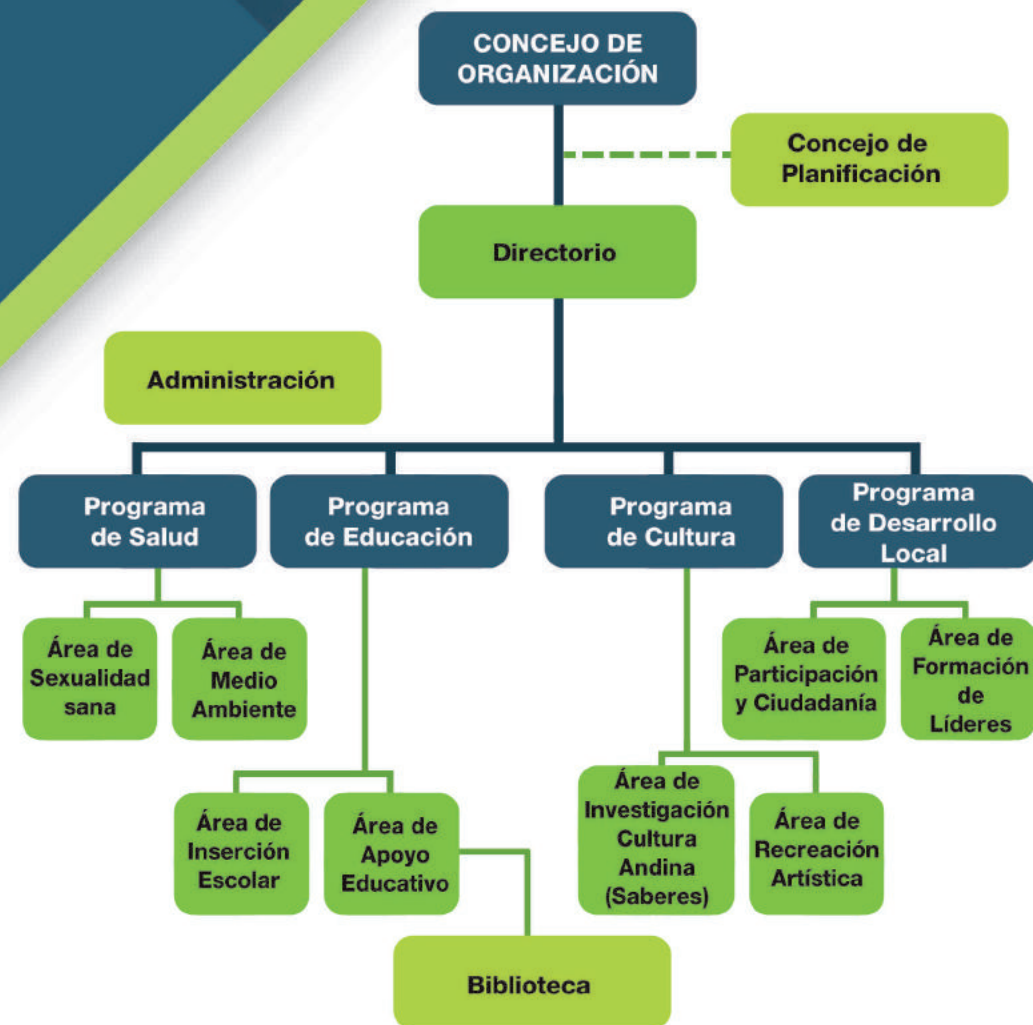 CONCEJO DE
ORGANIZACIÓN
Concejo de
Planificación
Directorio
Administración
Programa
de Salud
Programa
de Educación
Programa
de Cultura
Programa
de Desarrollo
Local
Área de
Sexualidad
sana
Área de
Medio
Ambiente
Área de
Participación
y Ciudadanía
Área de
Formación
de
Líderes
Área de
Inserción
Escolar
Área de
Apoyo
Educativo
Área de
Investigación
Cultura
Andina
(Saberes)
Área de
Recreación
Artística
Biblioteca